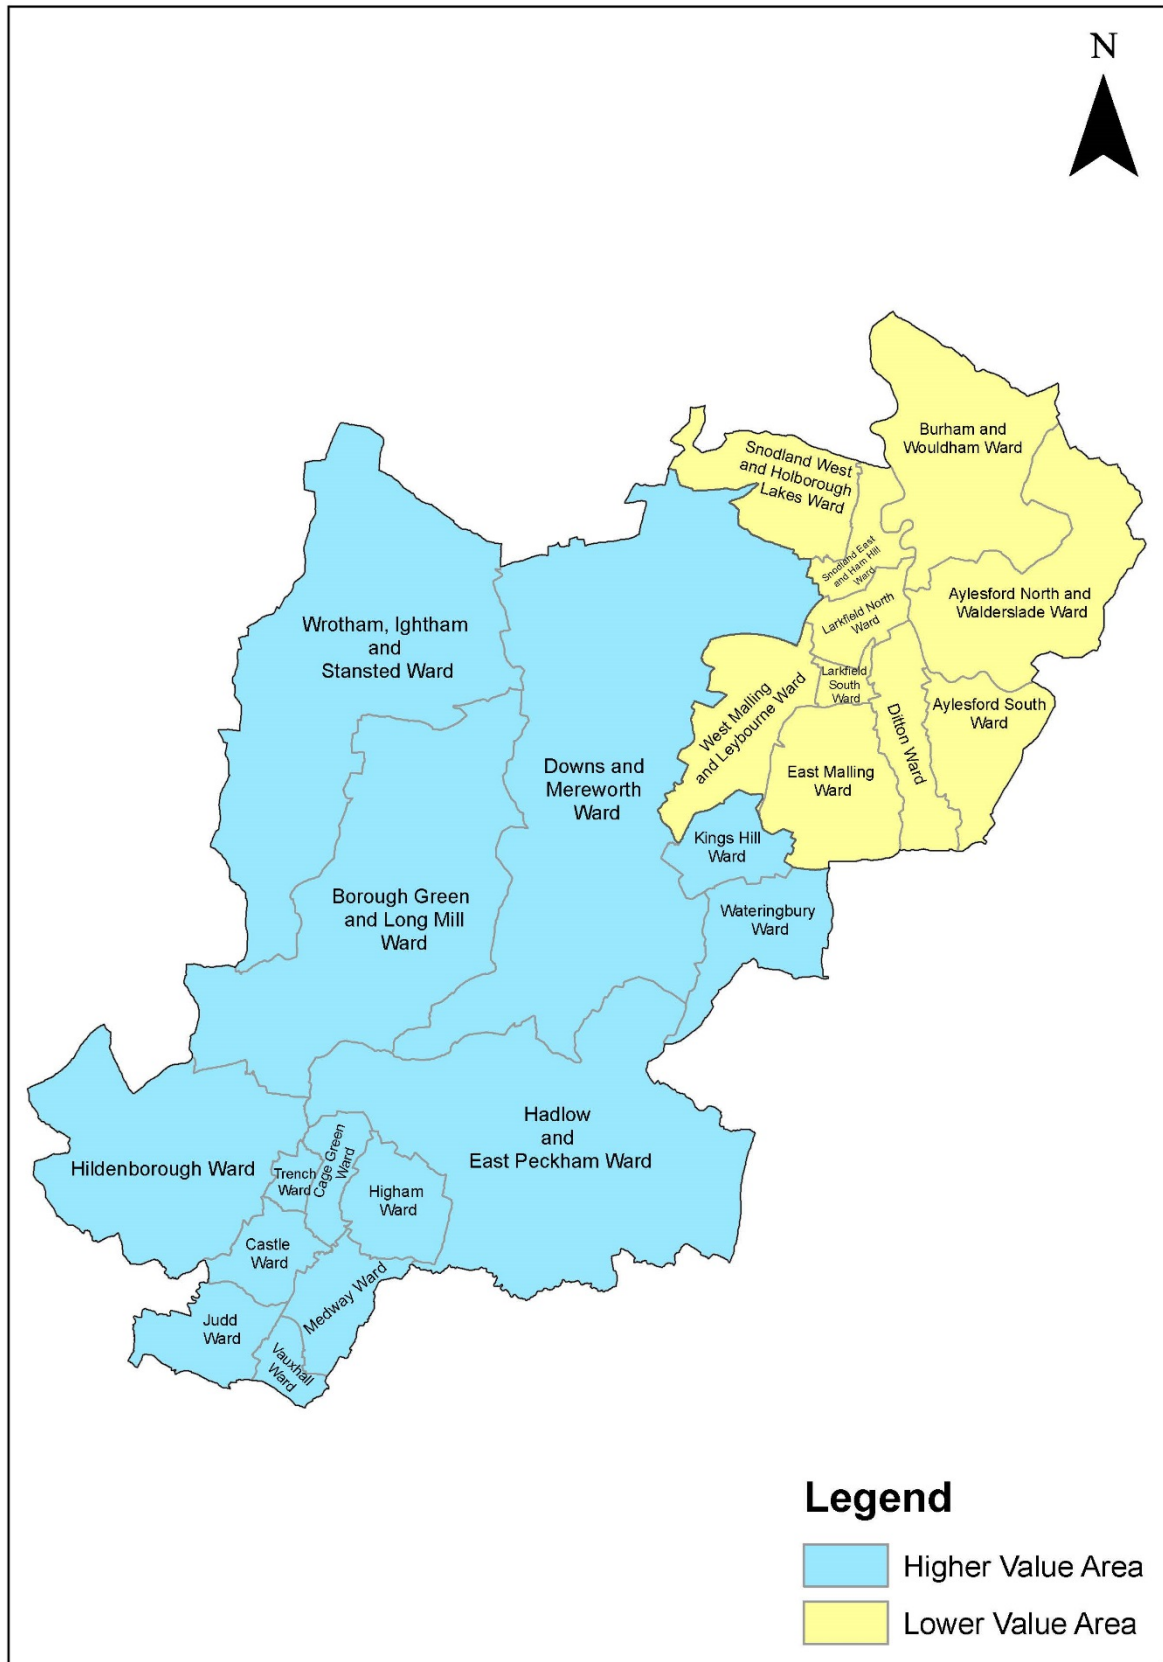 N
Burham and
Wouldham Ward
Snodland West
and Holborough
Lakes Ward
Snodland East
and Ham Hill
Ward
Aylesford North and
Walderslade Ward
Larkfield North
Ward
Wrotham, Ightham
and
Stansted Ward
Larkfield
South
Ward
West Malling
and Leybourne Ward
Ditton Ward
Aylesford South
Ward
Downs and
Mereworth
Ward
East Malling
Ward
Kings Hill
Ward
Borough Green
and Long Mill
Ward
Wateringbury
Ward
Hadlow
and
East Peckham Ward
Hildenborough Ward
Trench
Ward
Cage Green
Ward
Higham
Ward
Castle
Ward
Medway Ward
Judd
Ward
Vauxhall
Ward
Legend
Higher Value Area
Lower Value Area